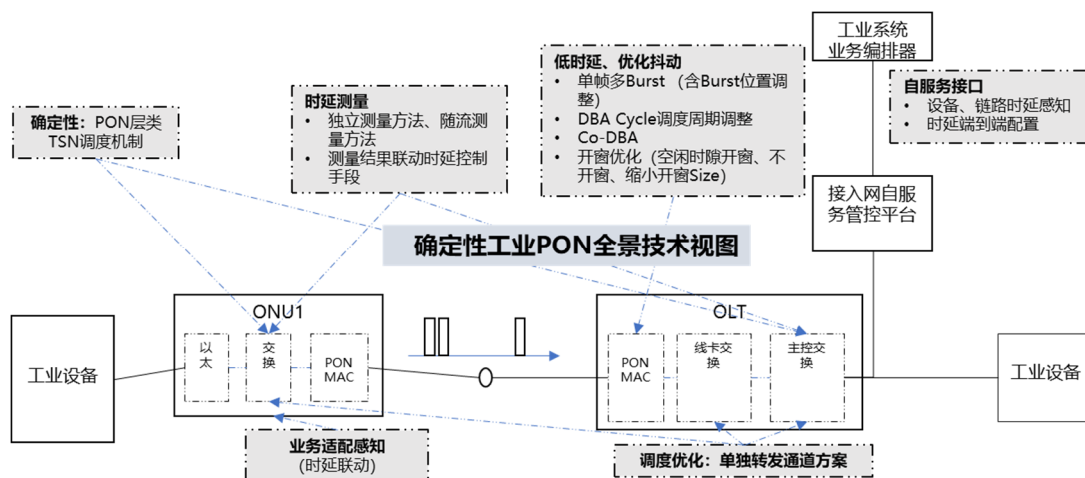 工业系统
业务编排器
低时延、优化抖动
• 单帧多Burst（含Burst位置调
整）
• DBA Cycle调度周期调整
• Co-DBA
• 开窗优化（空闲时隙开窗、不
开窗、缩小开窗Size）
自服务接口
• 设备、链路时延感知
• 时延端到端配置
时延测量
• 独立测量方法、随流测
量方法
• 测量结果联动时延控制
手段
确定性：PON层类
TSN调度机制
接入网自服
务管控平台
确定性工业PON全景技术视图
ONU1
OLT
工业设备
以
太
交
换
PON
MAC
PON
MAC
线卡交
换
主控交
换
工业设备
业务适配感知
(时延联动)
调度优化：单独转发通道方案